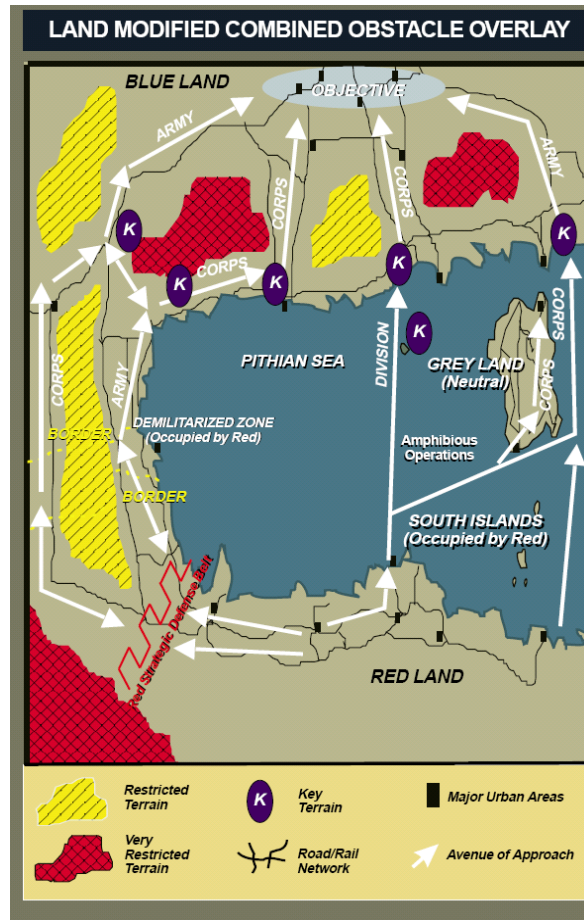 LAND MODIFIED COMBINED OBSTACLE OVERLAY
BLUE LAND
OBJECTIVE
ARMY
ARMY
CORPS
CORPS
K
K
CORPS
K
K
K
K
CORPS
CORPS
ARMY
PITHIAN SEA
DIVISION
GREY LAND
(Neutral)
CORPS
DEMILITARIZED ZONE
(Occupied by Red)
BORDER
BORDER
Amphibious
Operations
SOUTH ISLANDS
(Occupied by Red)
Red Strategic Defense Belt
RED LAND
Restricted
Terrain
K
Key
Terrain
Major Urban Areas
Very
Restricted
Terrain
Road/Rail
Network
Avenue of Approach